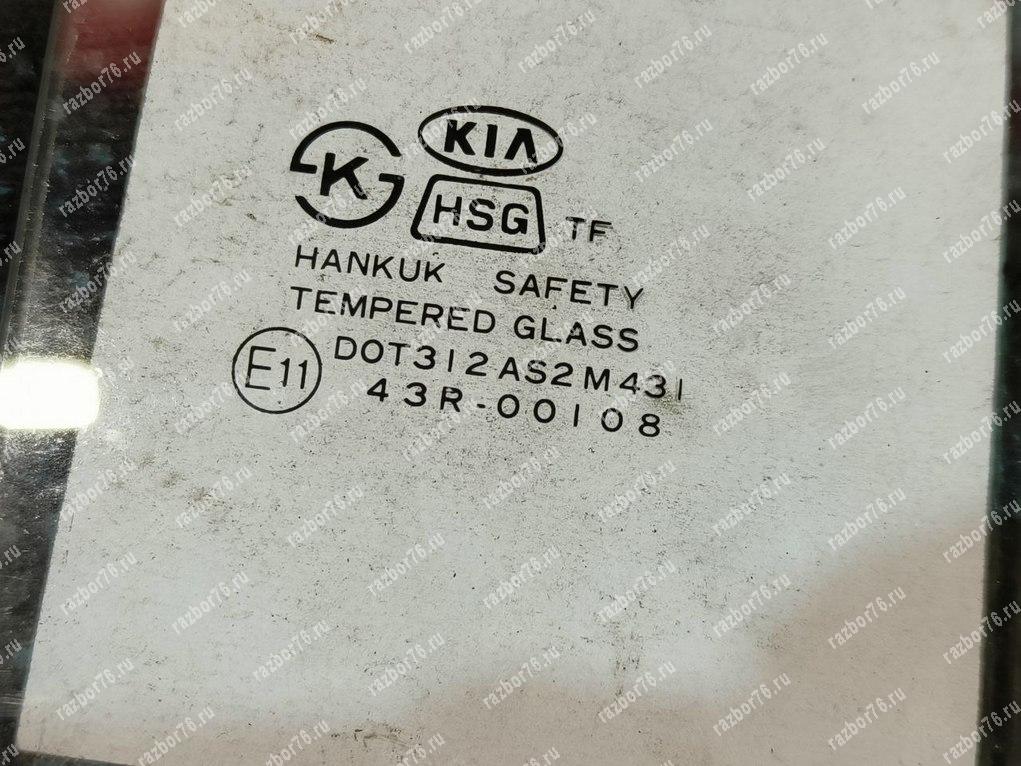 KIA
K
HSG TF
HANKUK SAFETY
TEMPERED GLASS
E11 DOT312AS2M431
43R-00108
razbor76.ru